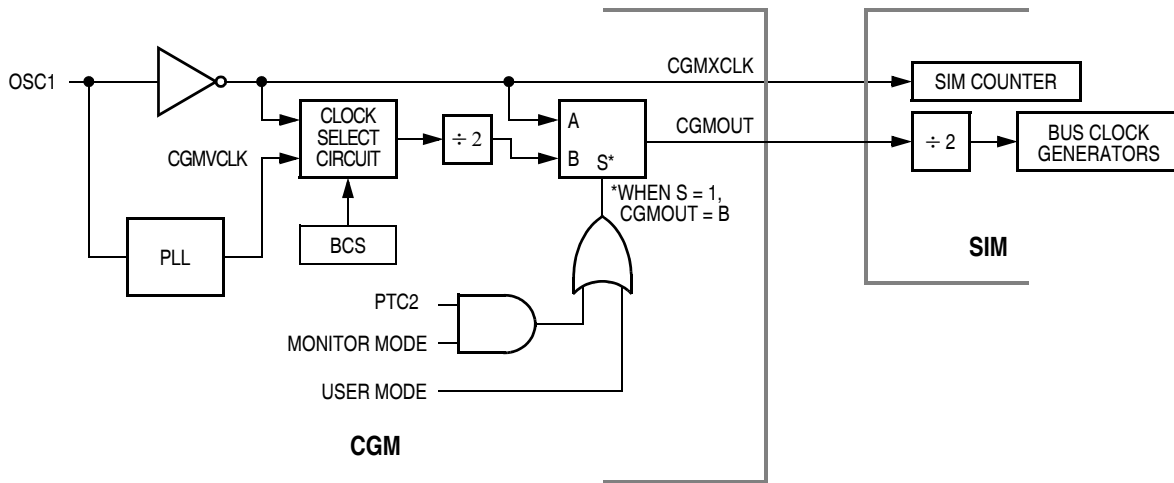 OSC1
CGMXCLK
SIM COUNTER
CLOCK
SELECT
CIRCUIT
÷ 2
A
B
S*
CGMOUT
÷ 2
BUS CLOCK
GENERATORS
CGMVCLK
*WHEN S = 1,
CGMOUT = B
BCS
PLL
SIM
PTC2
MONITOR MODE
USER MODE
CGM